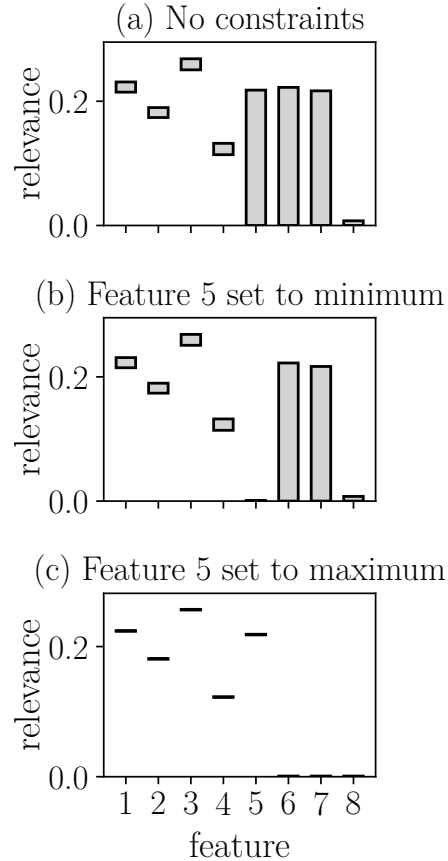 (a) No constraints
relevance
0.2
0.0
(b) Feature 5 set to minimum
relevance
0.2
0.0
(c) Feature 5 set to maximum
relevance
0.2
0.0
1 2 3 4 5 6 7 8
feature